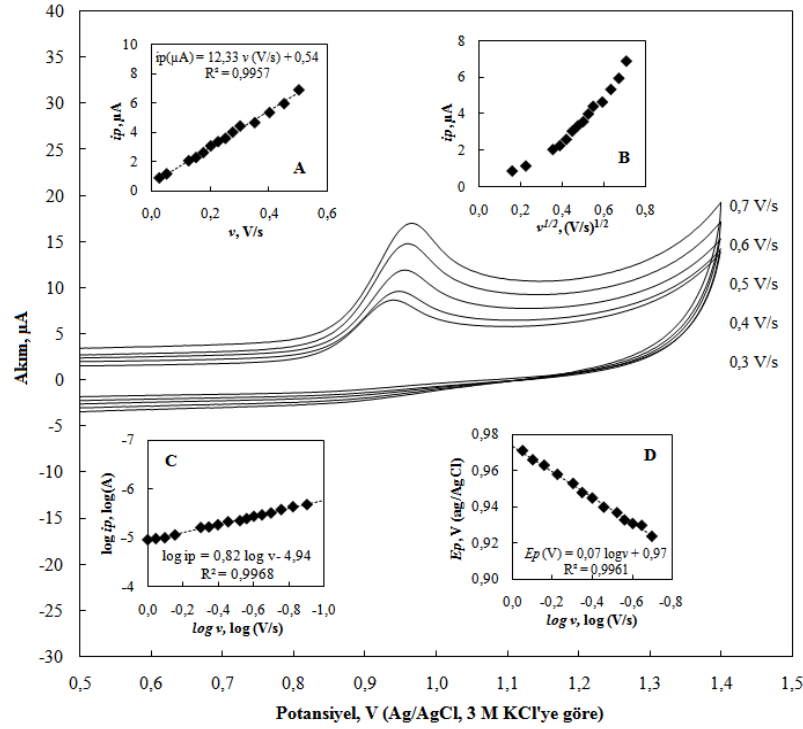 40
35
30
25
20
15
10
5
0
-5
-10
-15
-20
-25
-30
Akım, µA
0,5
0,6
0,7
0,8
0,9
1,0
1,1
1,2
1,3
1,4
1,5
Potansiyel, V (Ag/AgCl, 3 M KCl'ye göre)
0,7 V/s
0,6 V/s
0,5 V/s
0,4 V/s
0,3 V/s
10
8
6
4
2
0
ip, µA
ip(µA) = 12,33 v (V/s) + 0,54
R² = 0,9957
A
0,0 0,2 0,4 0,6
v, V/s
8
6
4
2
0
ip, µA
B
0,0 0,2 0,4 0,6 0,8
v^1/2, (V/s)^1/2
-7
-6
-5
-4
log ip, log(A)
C
log ip = 0,82 log v - 4,94
R² = 0,9968
0,0 -0,2 -0,4 -0,6 -0,8 -1,0
log v, log (V/s)
0,98
0,96
0,94
0,92
0,90
Ep, V (ag/AgCl)
D
Ep (V) = 0,07 logv + 0,97
R² = 0,9961
0,0 -0,2 -0,4 -0,6 -0,8
log v, log (V/s)